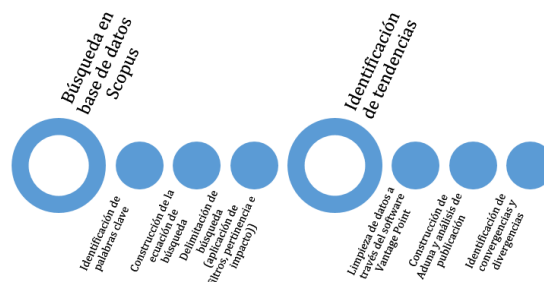 Búsqueda en
base de datos
Scopus
Identificación de
palabras clave
Construcción de la
ecuación de
búsqueda
Delimitación de
búsqueda
(aplicación de
filtros, pertinencia e
impacto))
Identificación
de tendencias
Limpieza de datos a
través del software
Vantage Point
Construcción de
Aduna y análisis de
publicación
Identificación de
convergencias y
divergencias